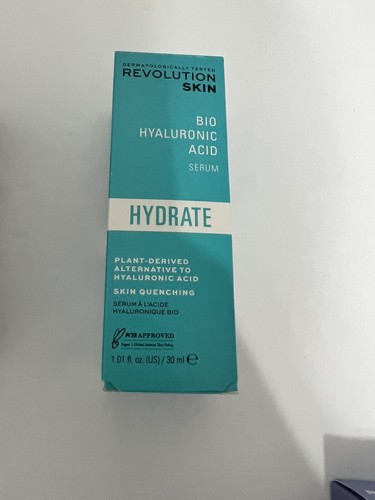 DERMATOLOGICALLY TESTED
REVOLUTION
SKIN
BIO
HYALURONIC
ACID
SERUM
HYDRATE
PLANT-DERIVED
ALTERNATIVE TO
HYALURONIC ACID
SKIN QUENCHING
SÉRUM À L'ACIDE
HYALURONIQUE BIO
APPROVED
1.01 fl. oz. (US) / 30 ml ℮